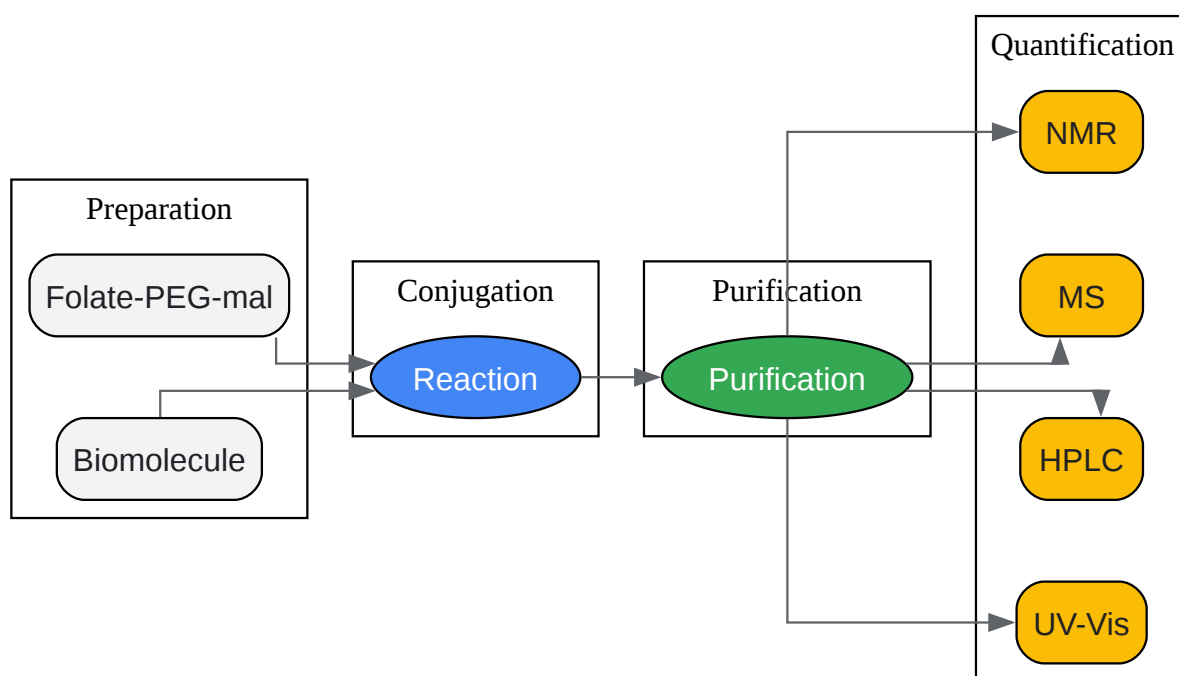 Preparation
Folate-PEG-mal
Biomolecule
Conjugation
Reaction
Purification
Purification
Quantification
NMR
MS
HPLC
UV-Vis